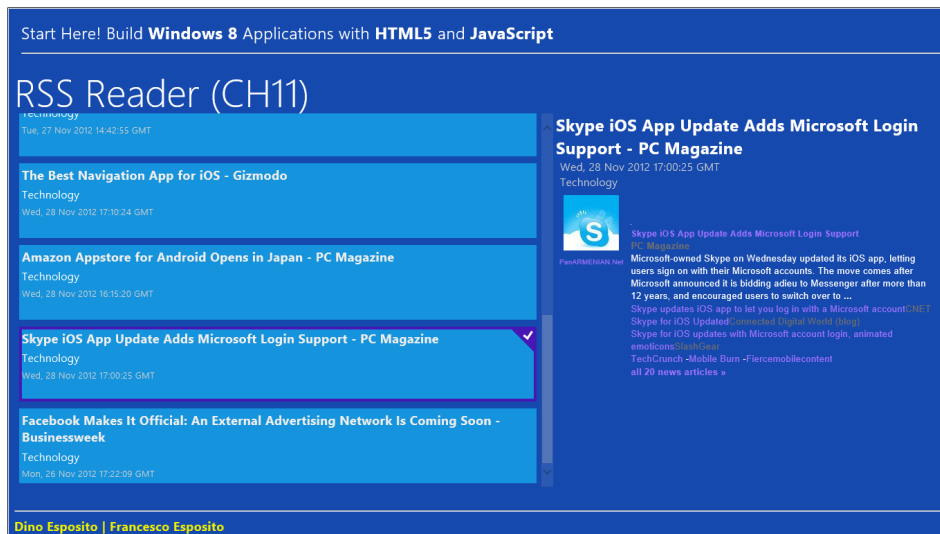 Start Here! Build Windows 8 Applications with HTML5 and JavaScript
RSS Reader (CH11)
Technology
Tue, 27 Nov 2012 14:42:55 GMT
The Best Navigation App for iOS - Gizmodo
Technology
Wed, 28 Nov 2012 17:10:24 GMT
Amazon Appstore for Android Opens in Japan - PC Magazine
Technology
Wed, 28 Nov 2012 16:15:20 GMT
Skype iOS App Update Adds Microsoft Login Support - PC Magazine
Technology
Wed, 28 Nov 2012 17:00:25 GMT
Facebook Makes It Official: An External Advertising Network Is Coming Soon -
Businessweek
Technology
Mon, 26 Nov 2012 17:22:09 GMT
Skype iOS App Update Adds Microsoft Login
Support - PC Magazine
Wed, 28 Nov 2012 17:00:25 GMT
Technology
S
PanARMENIAN.Net
Skype iOS App Update Adds Microsoft Login Support
PC Magazine
Microsoft-owned Skype on Wednesday updated its iOS app, letting
users sign on with their Microsoft accounts. The move comes after
Microsoft announced it is bidding adieu to Messenger after more than
12 years, and encouraged users to switch over to ...
Skype updates iOS app to let you log in with a Microsoft accountCNET
Skype for iOS UpdatedConnected Digital World (blog)
Skype for iOS updates with Microsoft account login, animated
emoticonsSlashGear
TechCrunch -Mobile Burn -Fiercemobilecontent
all 20 news articles »
Dino Esposito | Francesco Esposito